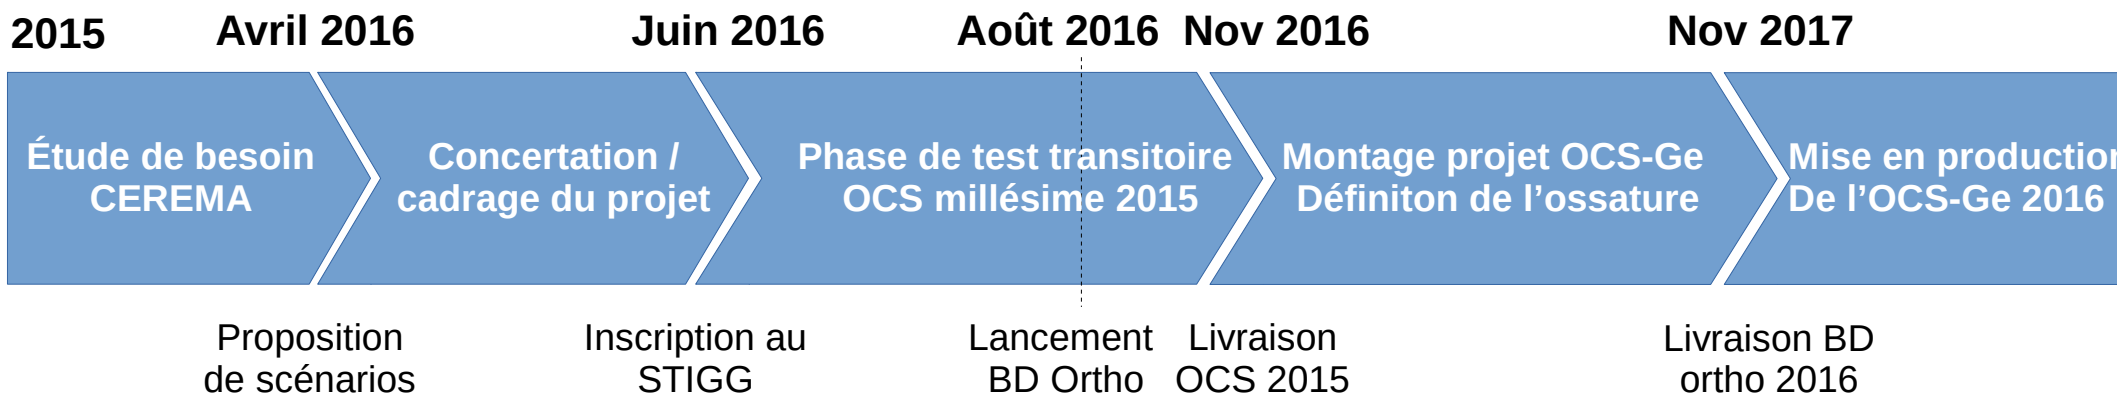 2015
Avril 2016
Juin 2016
Août 2016
Nov 2016
Nov 2017
Étude de besoin
CEREMA
Concertation /
cadrage du projet
Phase de test transitoire
OCS millésime 2015
Montage projet OCS-Ge
Définiton de l’ossature
Mise en production
De l’OCS-Ge 2016
Proposition
de scénarios
Inscription au
STIGG
Lancement
BD Ortho
Livraison
OCS 2015
Livraison BD
ortho 2016